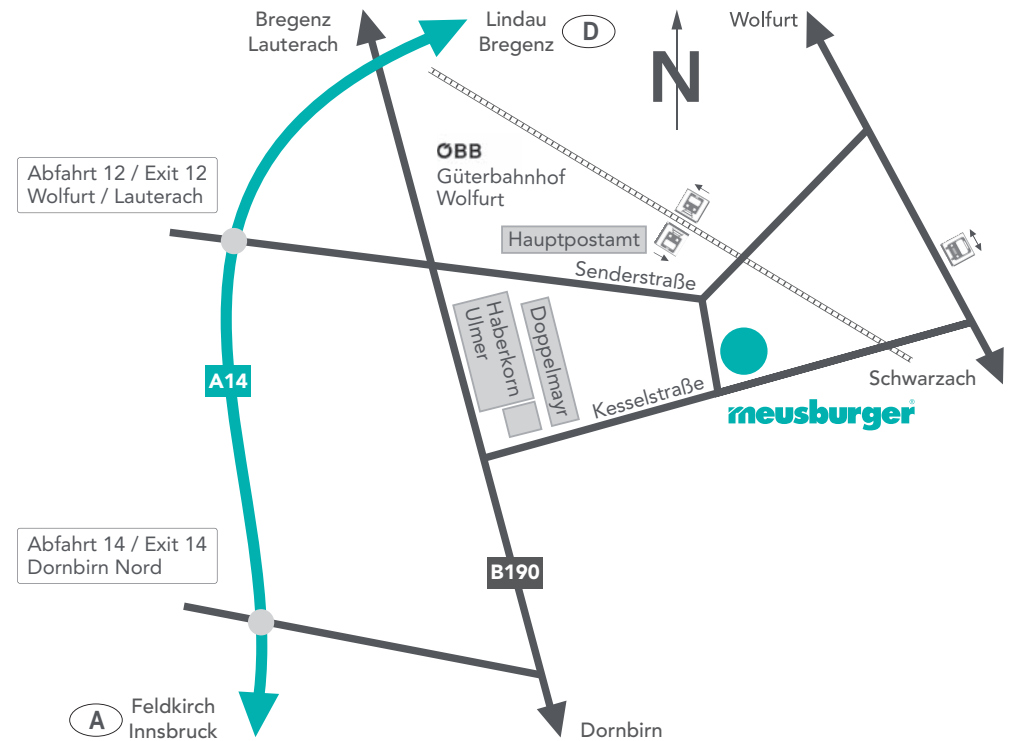 Bregenz
Lauterach
Lindau
Bregenz
D
N
Wolfurt
Abfahrt 12 / Exit 12
Wolfurt / Lauterach
ÖBB
Güterbahnhof
Wolfurt
Hauptpostamt
Senderstraße
Haberkorn
Ulmer
Doppelmayr
A14
Kesselstraße
Schwarzach
meusburger®
Abfahrt 14 / Exit 14
Dornbirn Nord
B190
A
Feldkirch
Innsbruck
Dornbirn